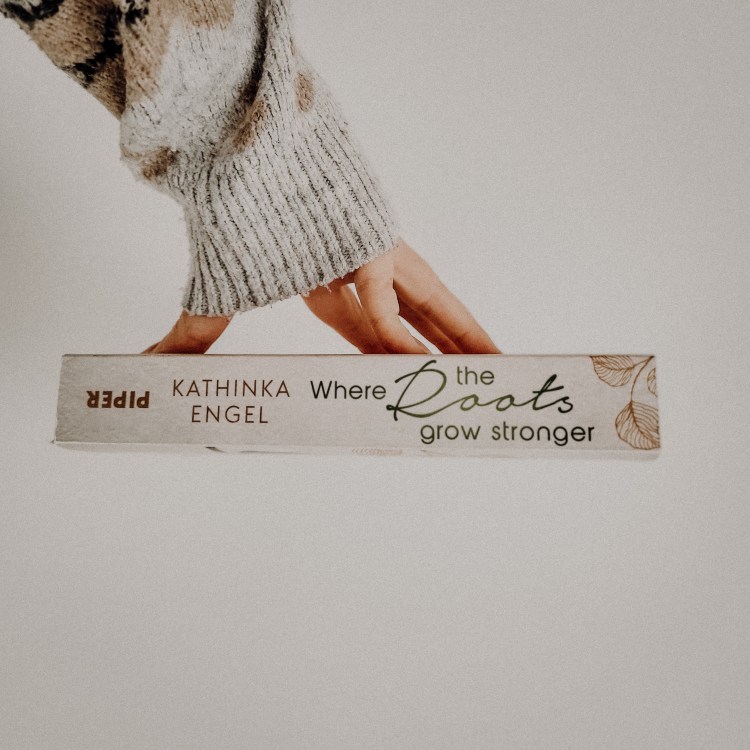 PIPER
KATHINKA
ENGEL
Where the Roots
grow stronger